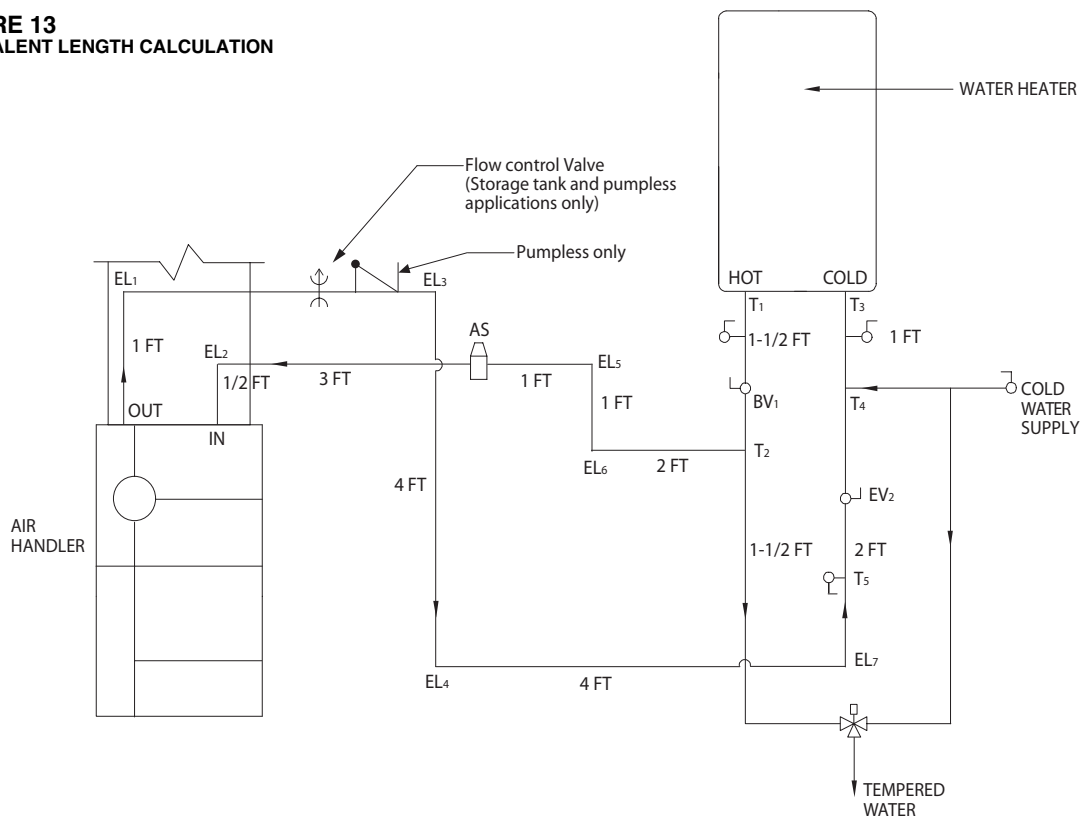 RE 13
ALENT LENGTH CALCULATION
WATER HEATER
Flow control Valve
(Storage tank and pumpless
applications only)
Pumpless only
HOT
COLD
EL1
EL3
T1
T3
AS
1-1/2 FT
1 FT
1 FT
EL2
EL5
1/2 FT
3 FT
1 FT
1 FT
BV1
T4
COLD
WATER
SUPPLY
OUT
IN
T2
EL6
2 FT
4 FT
EV2
AIR
HANDLER
1-1/2 FT
2 FT
T5
EL7
EL4
4 FT
TEMPERED
WATER